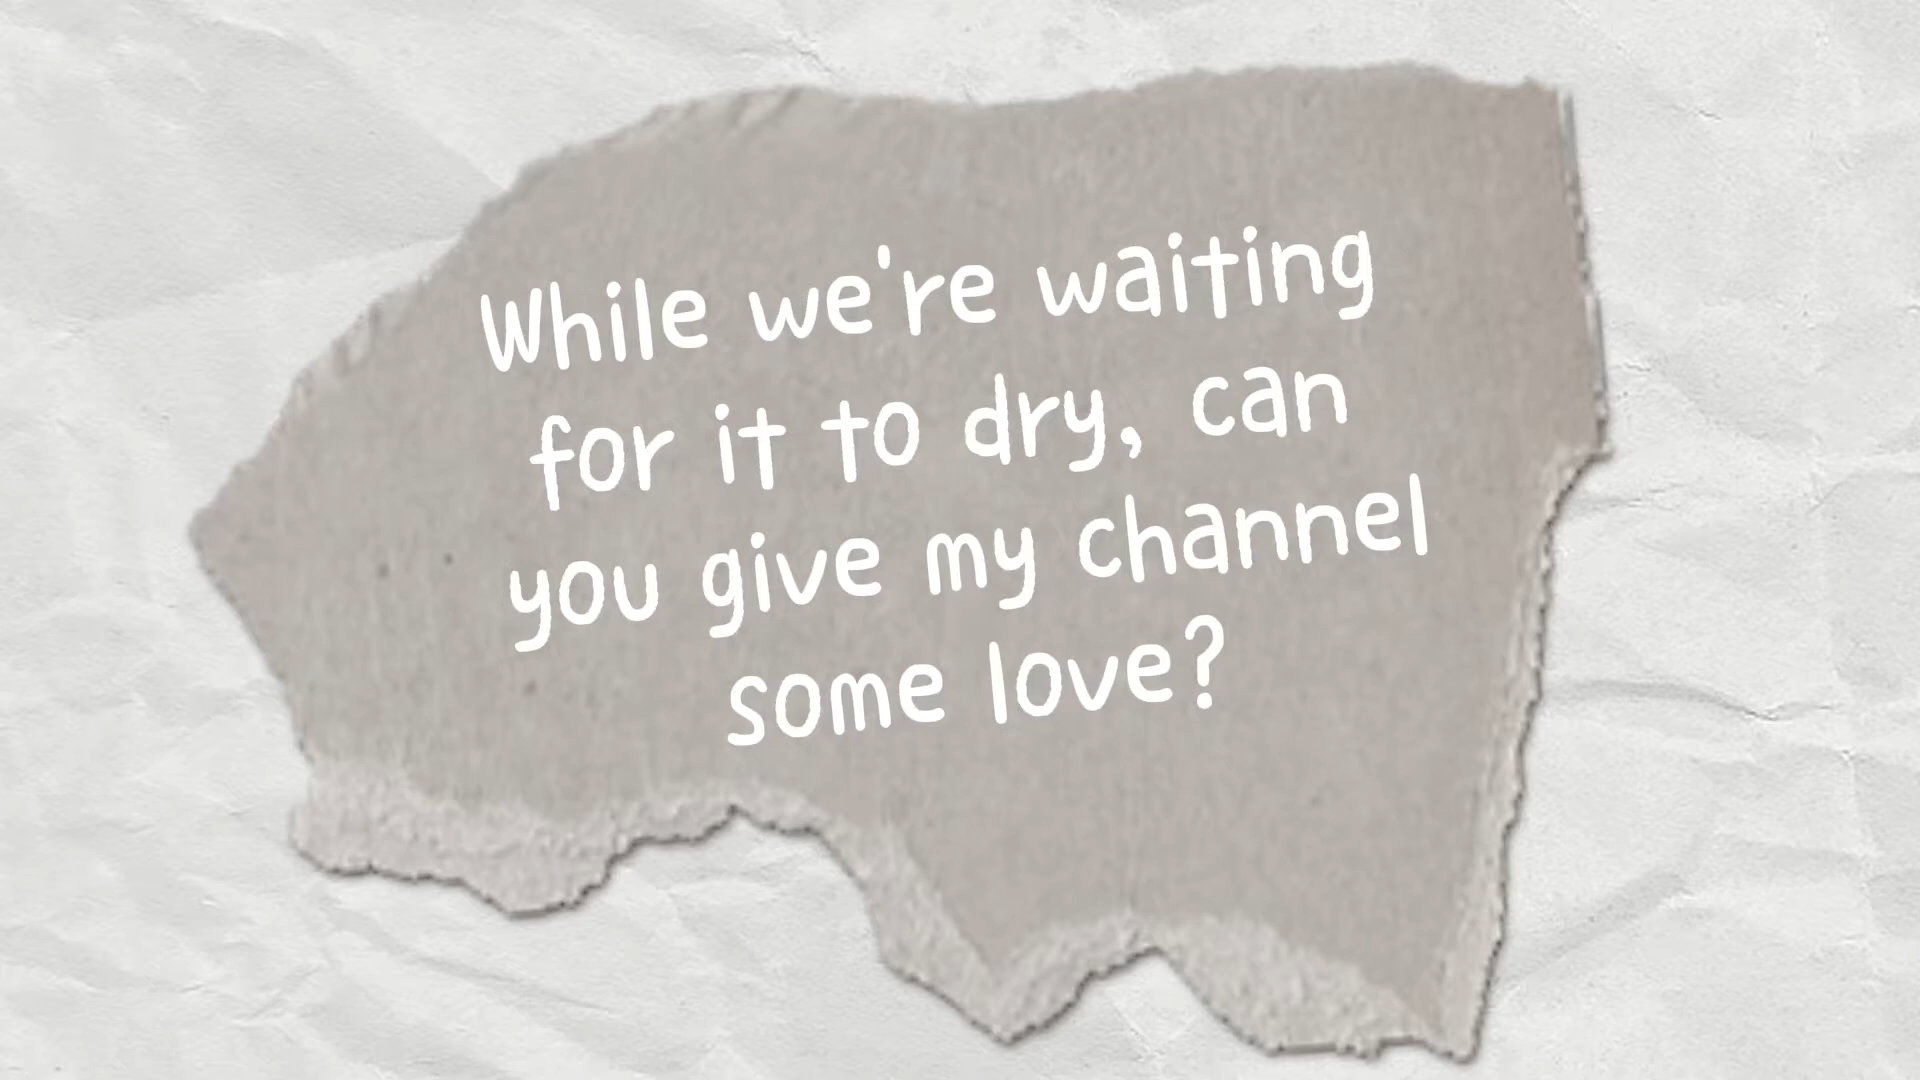 While we're waiting
for it to dry, can
you give my channel
some love?